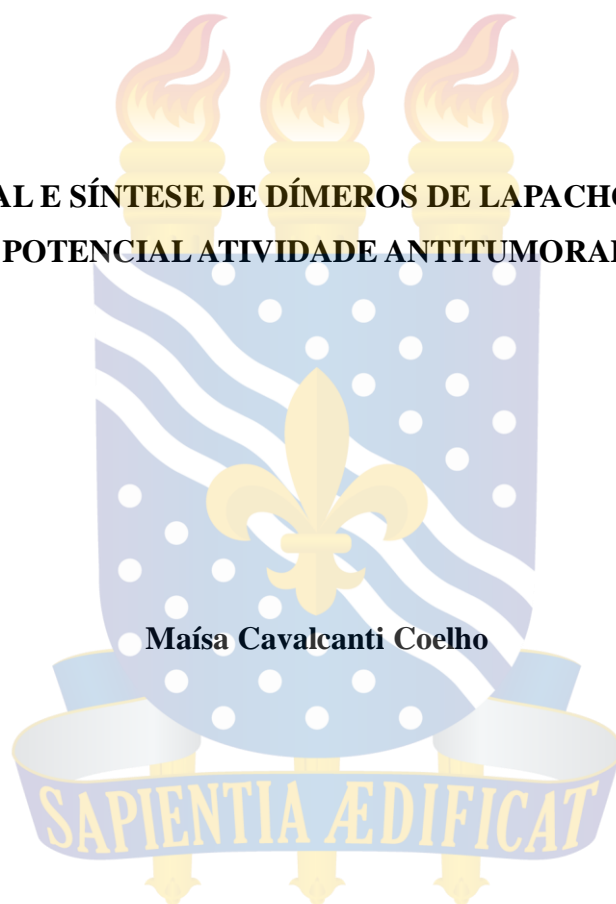 AL E SÍNTESE DE DÍMEROS DE LAPACHO
POTENCIAL ATIVIDADE ANTITUMORAL
Maísa Cavalcanti Coelho
SAPIENTIA ÆDIFICAT